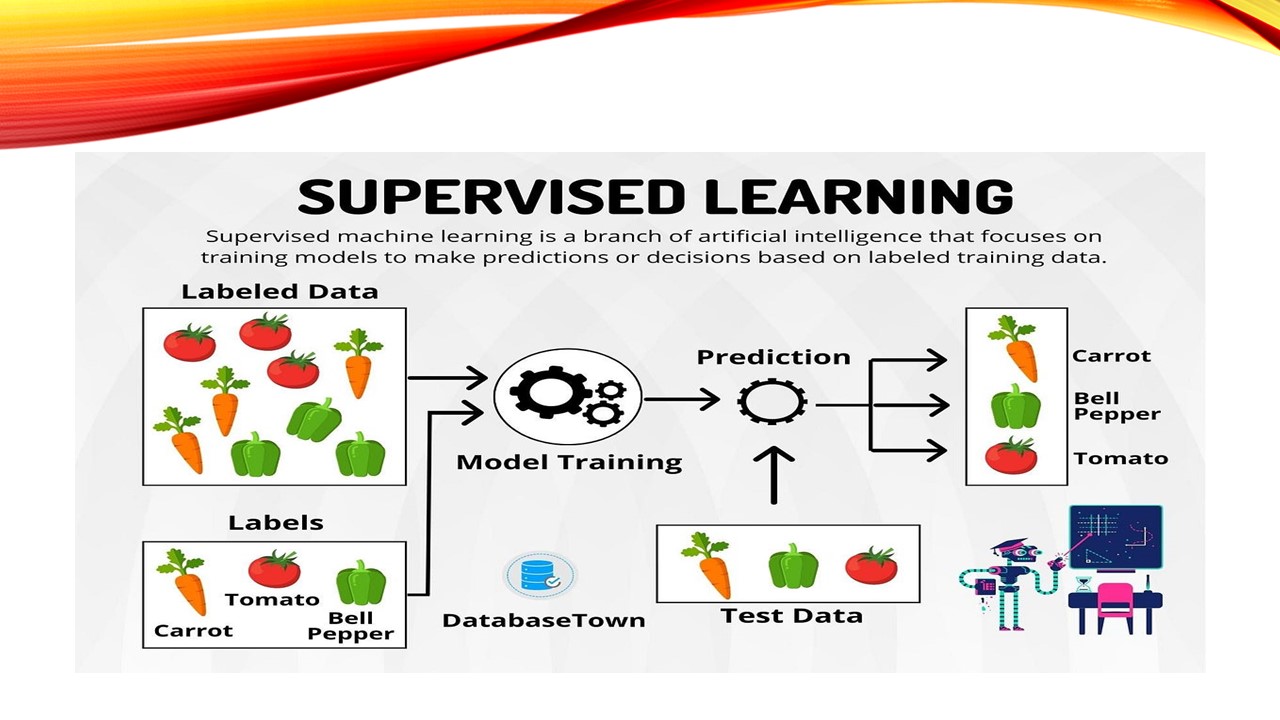 SUPERVISED LEARNING
Supervised machine learning is a branch of artificial intelligence that focuses on
training models to make predictions or decisions based on labeled training data.
Labeled Data
Model Training
Prediction
Carrot
Bell
Pepper
Tomato
Labels
Carrot
Tomato
Bell
Pepper
DatabaseTown
Test Data